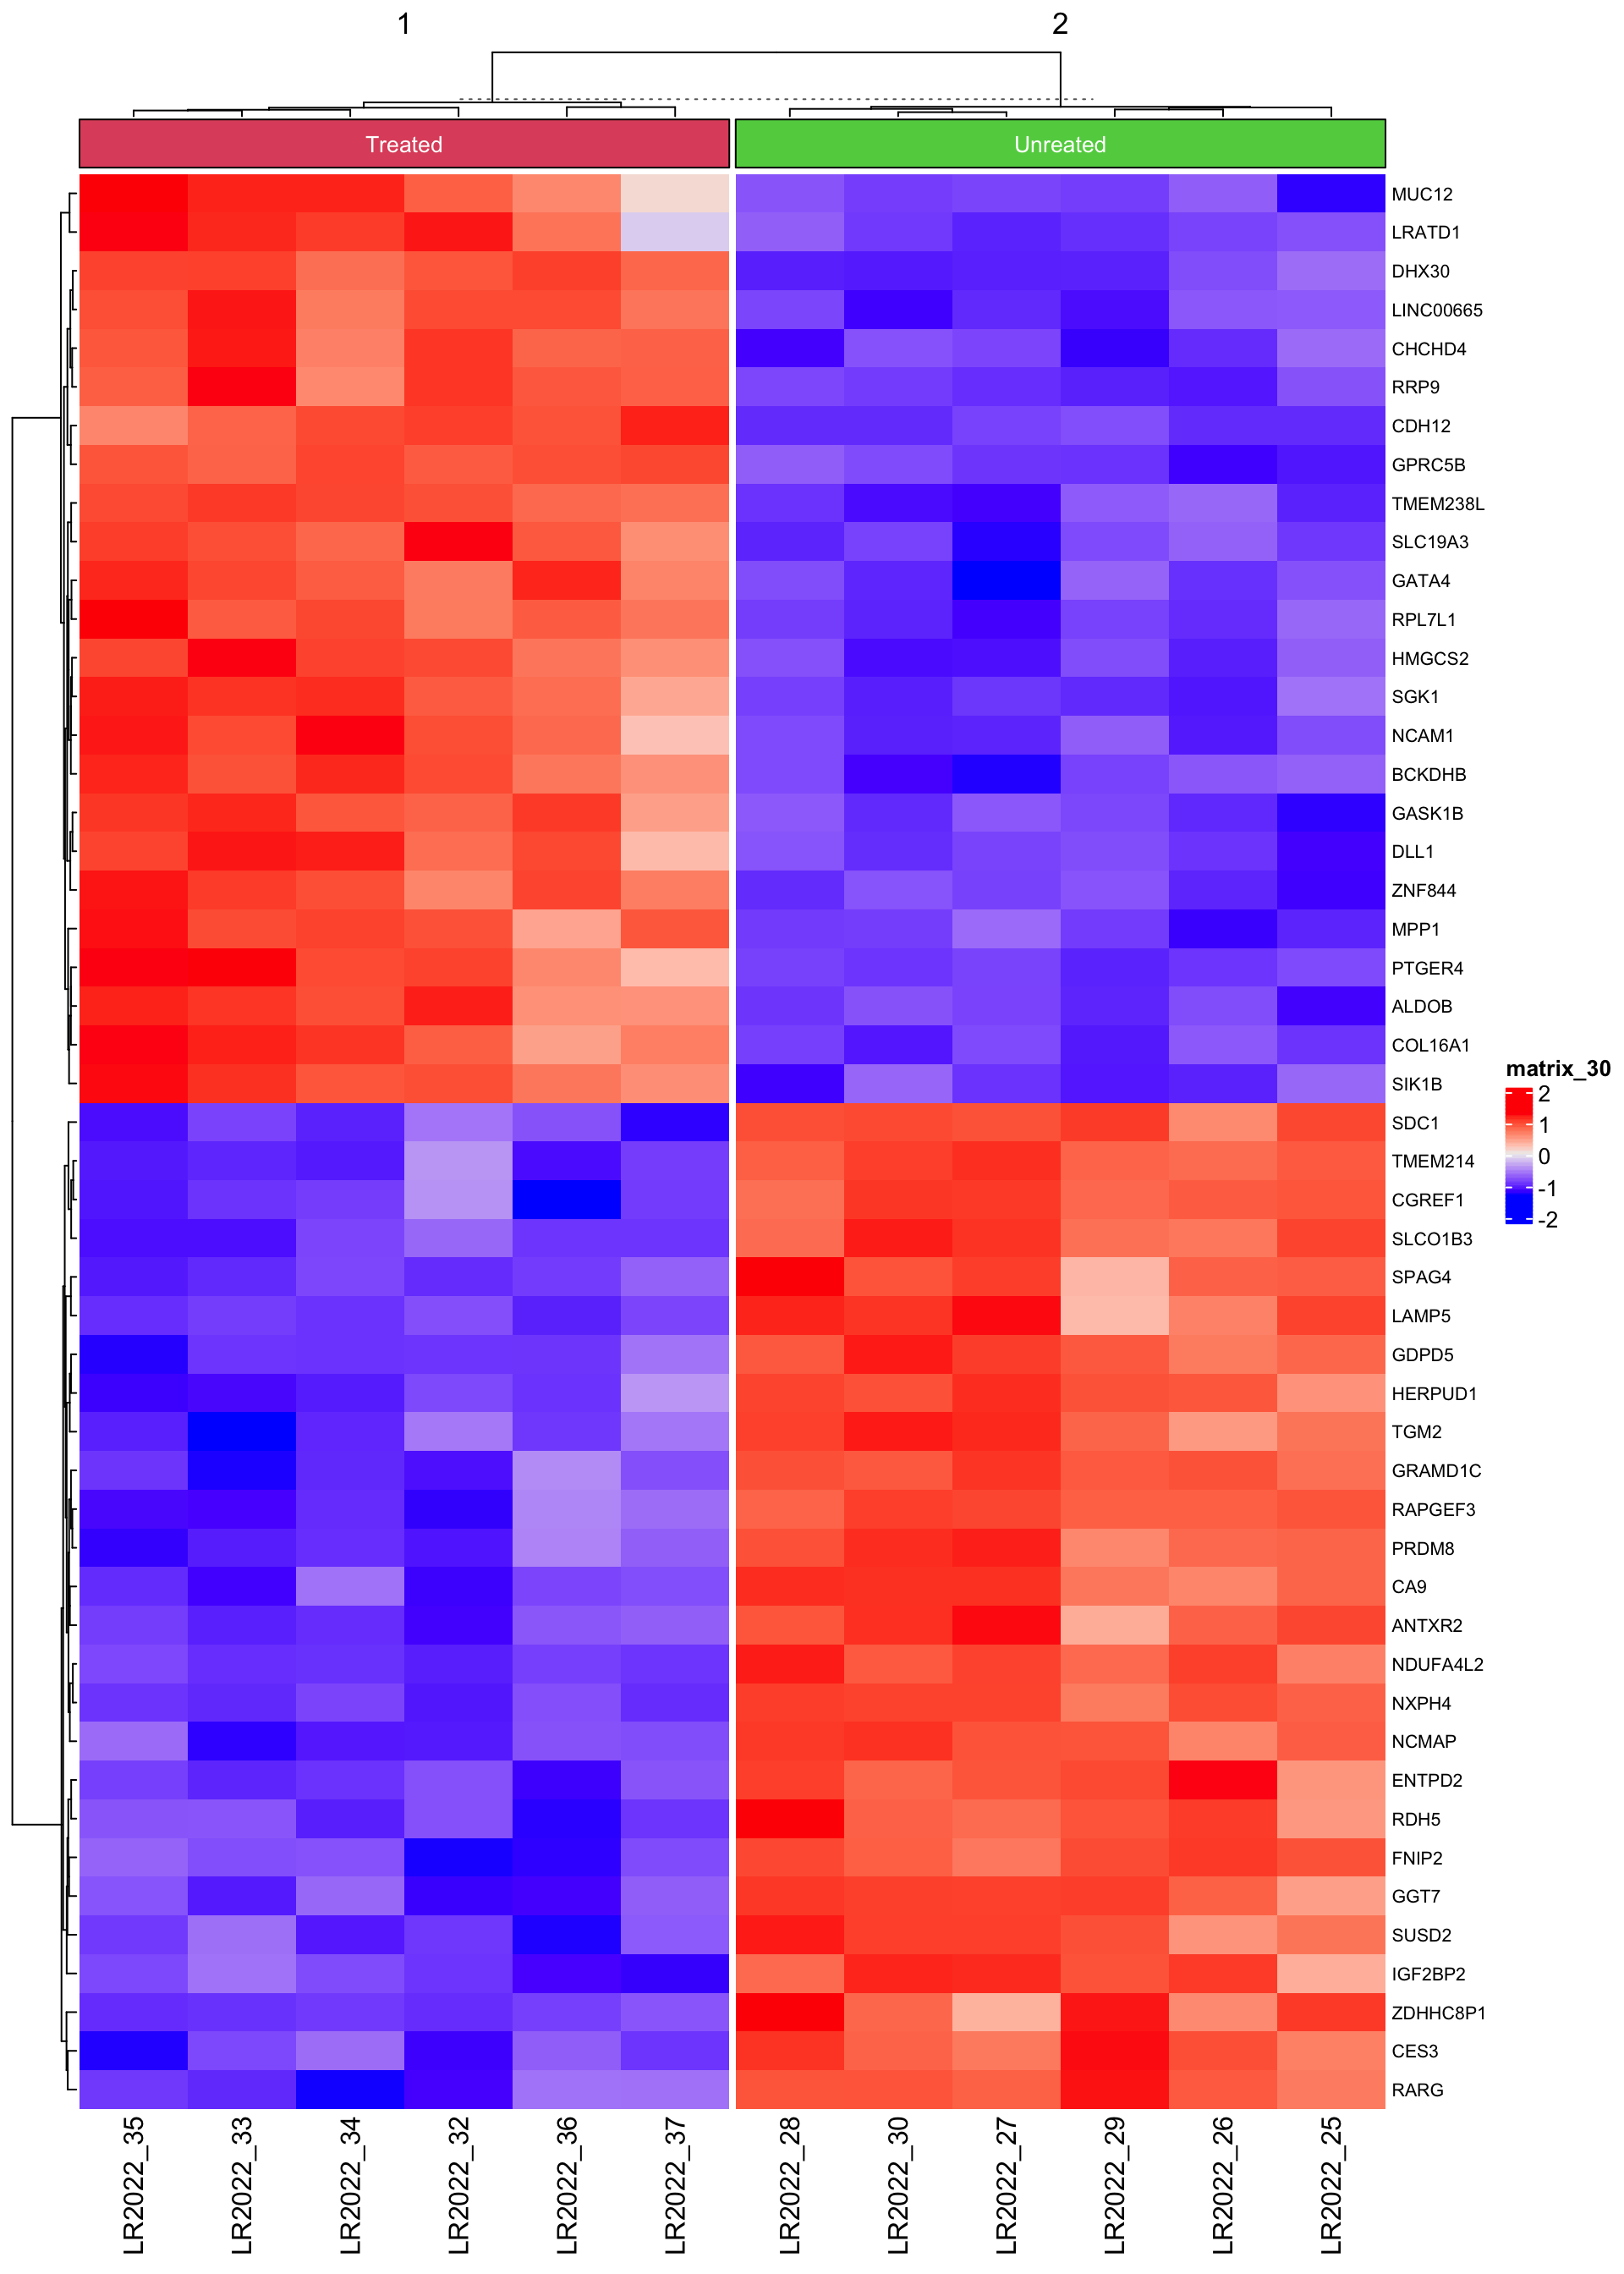 1 2
Treated Unreated
MUC12
LRATD1
DHX30
LINC00665
CHCHD4
RRP9
CDH12
GPRC5B
TMEM238L
SLC19A3
GATA4
RPL7L1
HMGCS2
SGK1
NCAM1
BCKDHB
GASK1B
DLL1
ZNF844
MPP1
PTGER4
ALDOB
COL16A1
SIK1B
SDC1
TMEM214
CGREF1
SLCO1B3
SPAG4
LAMP5
GDPD5
HERPUD1
TGM2
GRAMD1C
RAPGEF3
PRDM8
CA9
ANTXR2
NDUFA4L2
NXPH4
NCMAP
ENTPD2
RDH5
FNIP2
GGT7
SUSD2
IGF2BP2
ZDHHC8P1
CES3
RARG
matrix_30
2
1
0
-1
-2
LR2022_35
LR2022_33
LR2022_34
LR2022_32
LR2022_36
LR2022_37
LR2022_28
LR2022_30
LR2022_27
LR2022_29
LR2022_26
LR2022_25